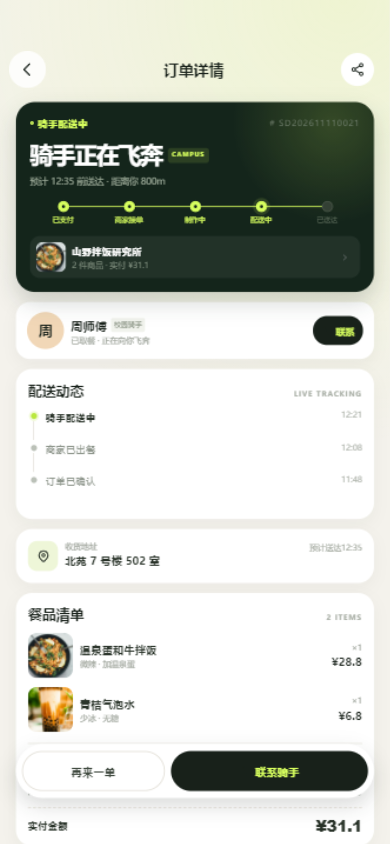 订单详情
骑手配送中
# SD202611110021
骑手正在飞奔 CAMPUS
预计 12:35 前送达 · 距离你 800m
已支付 商家接单 制作中 配送中 已送达
山野拌饭研究所
2 件商品 · 实付 ¥31.1
周 周师傅 校园骑手
已取餐 · 正在向你飞奔
联系
配送动态 LIVE TRACKING
骑手配送中 12:21
商家已出餐 12:08
订单已确认 11:48
收货地址 预计送达12:35
北苑 7 号楼 502 室
餐品清单 2 ITEMS
温泉蛋和牛拌饭 ×1
微辣 · 加温泉蛋 ¥28.8
青桔气泡水 ×1
少冰 · 无糖 ¥6.8
再来一单 联系骑手
实付金额 ¥31.1